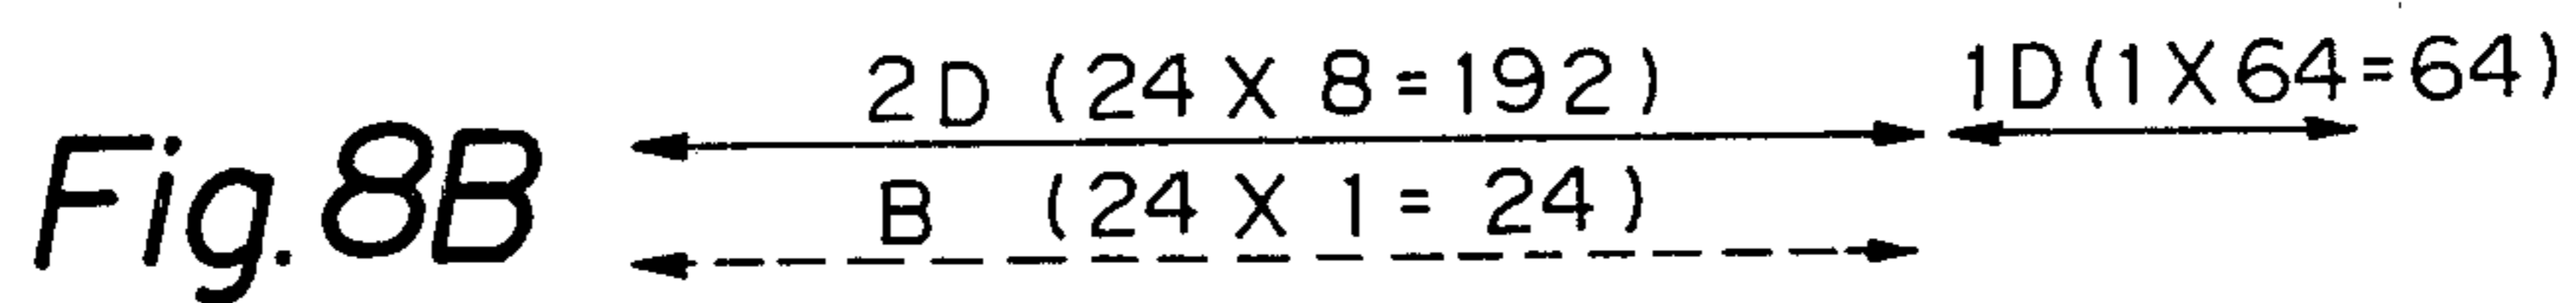 Fig.8B
2D (24 X 8=192)
1D(1X64=64)
B (24 X 1= 24)